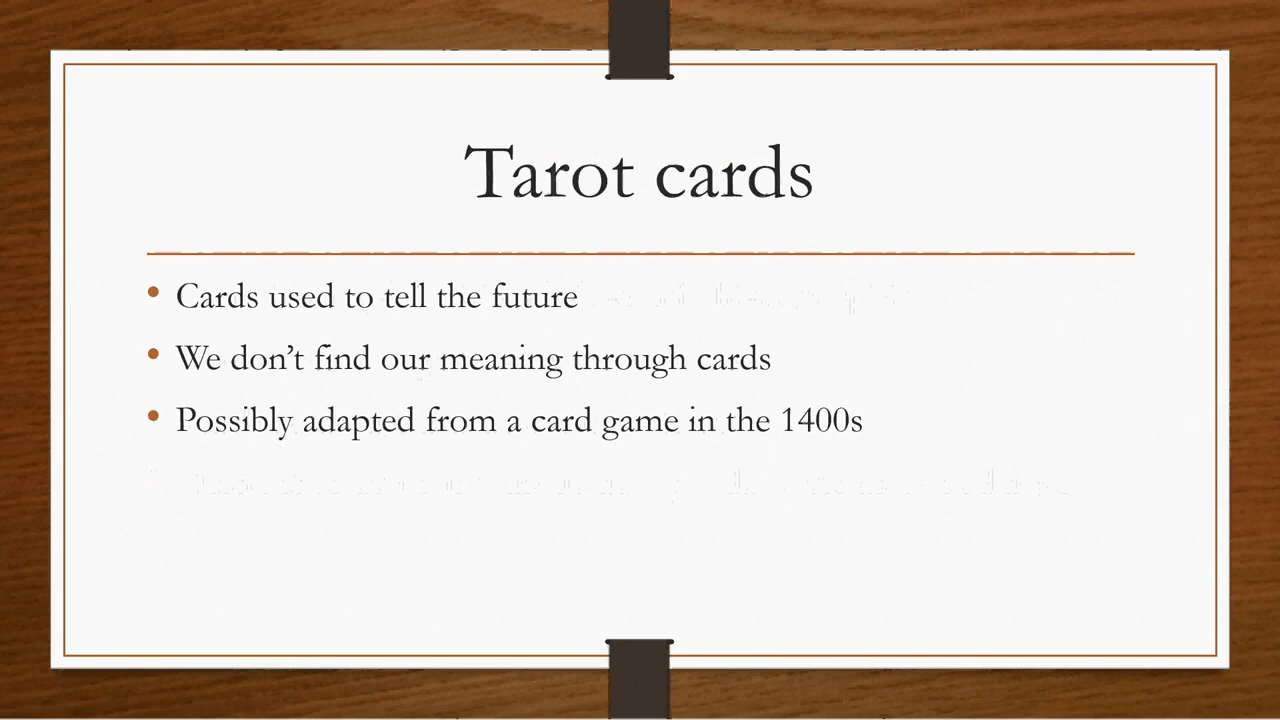 Tarot cards
• Cards used to tell the future
• We don’t find our meaning through cards
• Possibly adapted from a card game in the 1400s